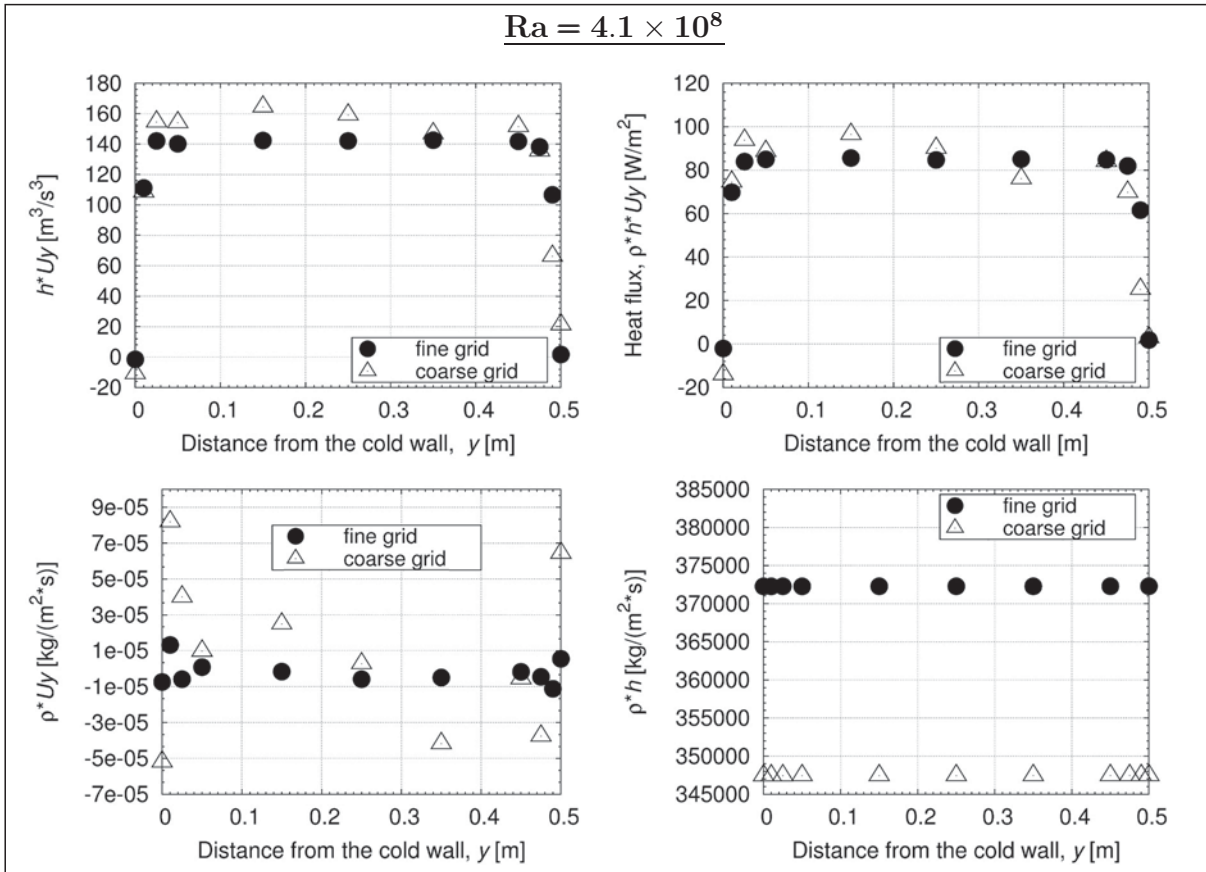 Ra = 4.1 × 10⁸
180
160
140
120
100
80
60
40
20
0
-20
h*Uy [m³/s³]
fine grid
coarse grid
0 0.1 0.2 0.3 0.4 0.5
Distance from the cold wall, y [m]
120
100
80
60
40
20
0
-20
Heat flux, ρ*h*Uy [W/m²]
fine grid
coarse grid
0 0.1 0.2 0.3 0.4 0.5
Distance from the cold wall y [m]
9e-05
7e-05
5e-05
3e-05
1e-05
-1e-05
-3e-05
-5e-05
-7e-05
ρ*Uy [kg/(m²*s)]
fine grid
coarse grid
0 0.1 0.2 0.3 0.4 0.5
Distance from the cold wall, y [m]
385000
380000
375000
370000
365000
360000
355000
350000
345000
ρ*h [kg/(m²*s)]
fine grid
coarse grid
0 0.1 0.2 0.3 0.4 0.5
Distance from the cold wall, y [m]